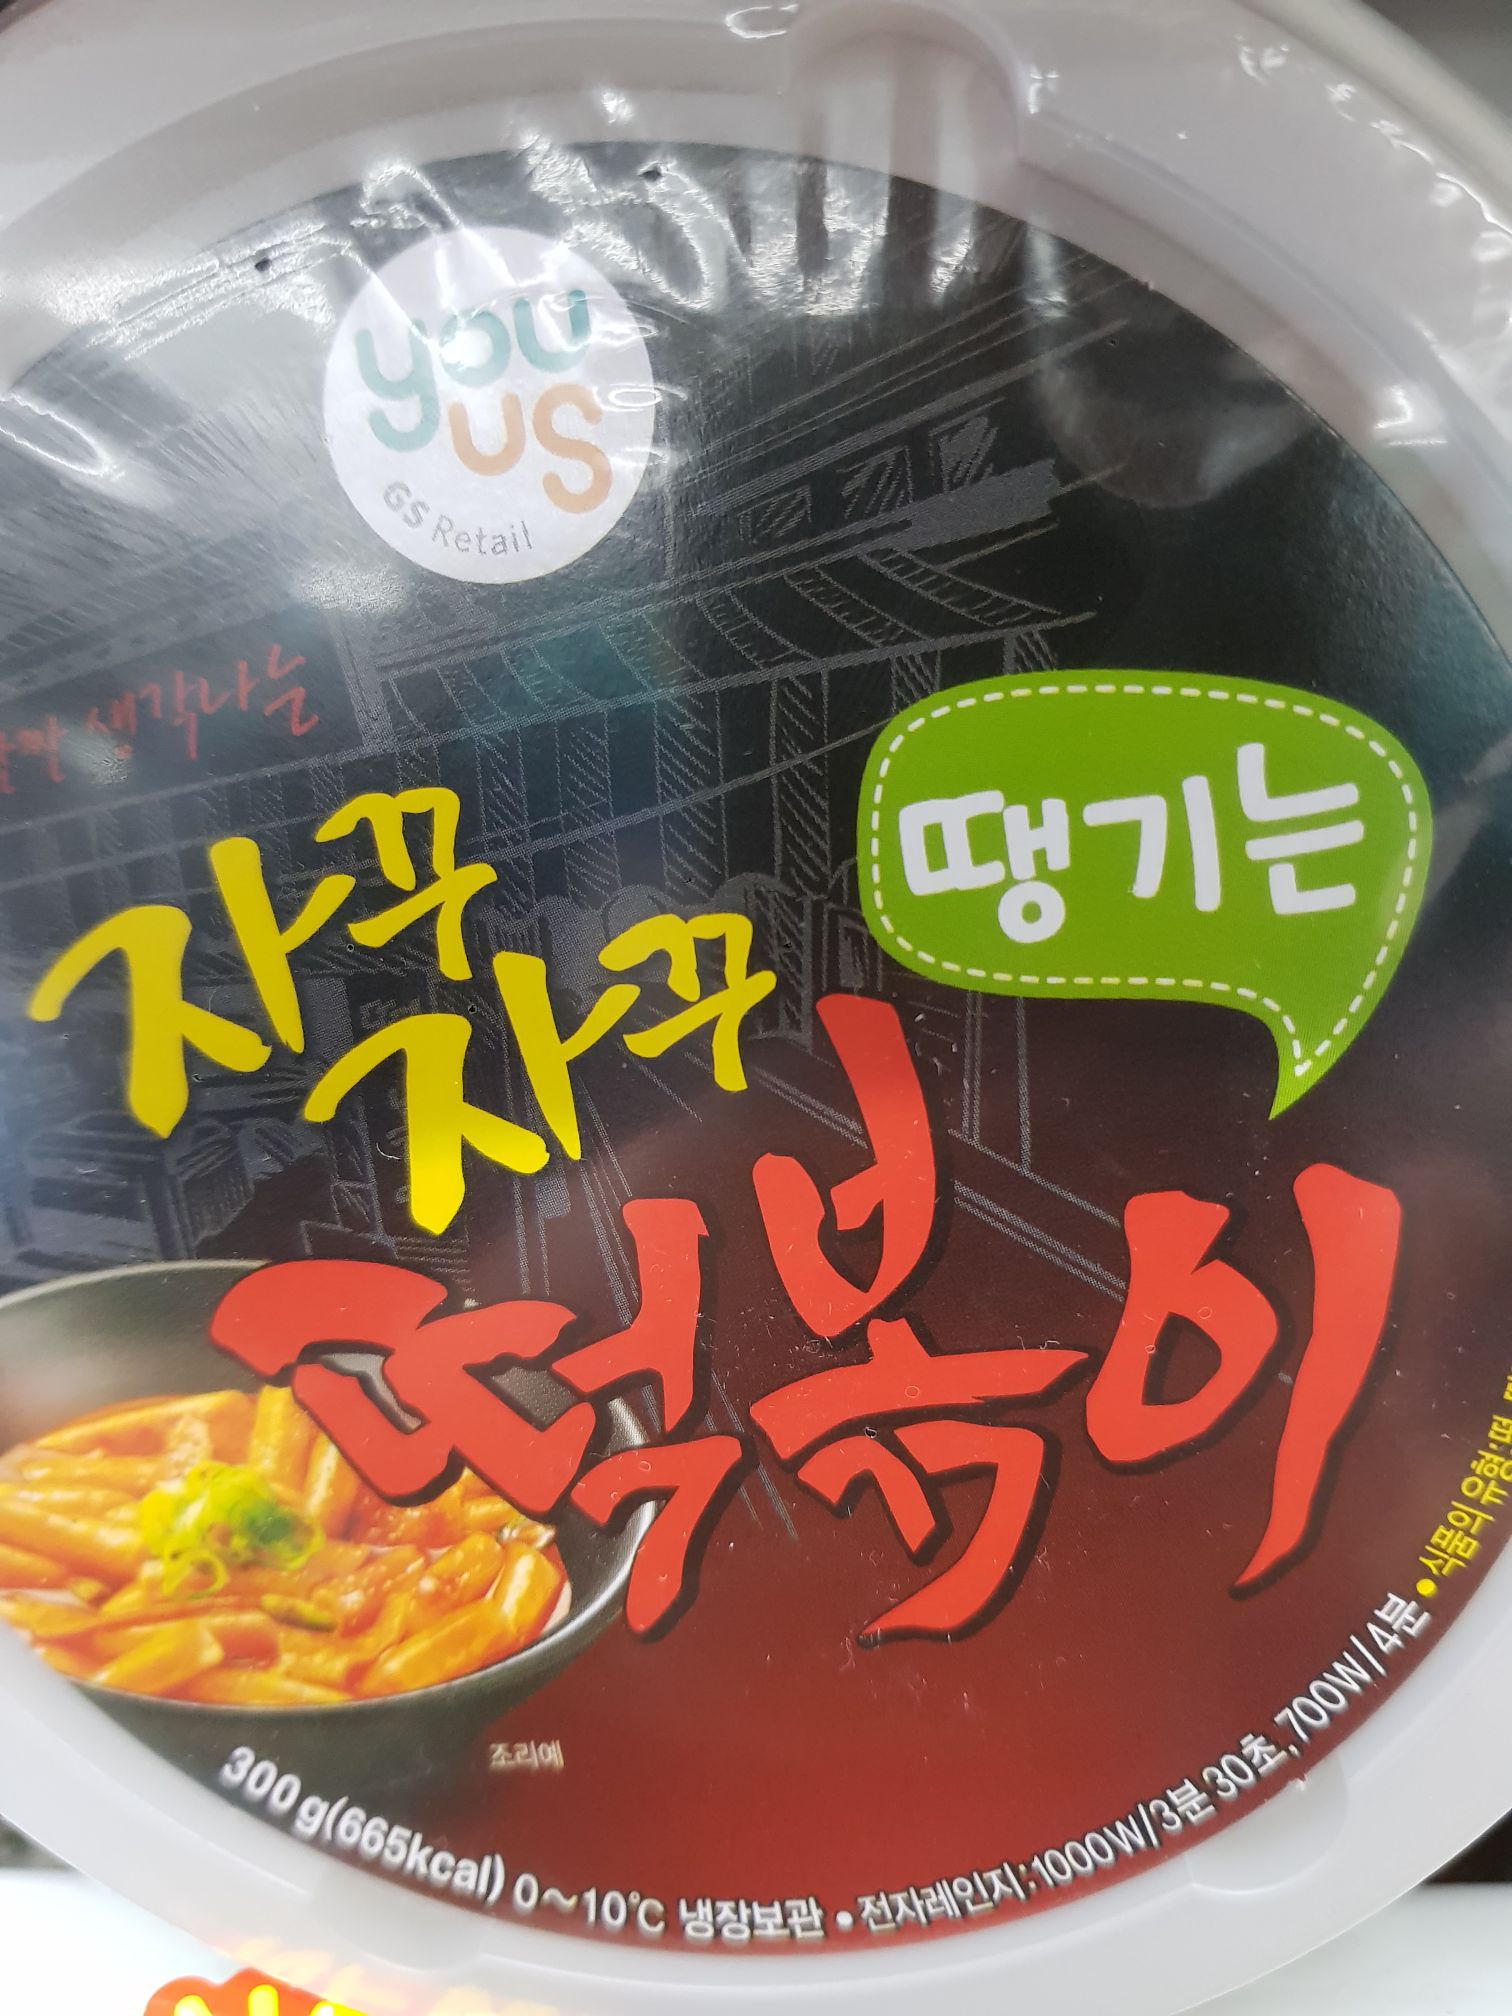 you
us
GS Retail
생각나는
자꾸
자꾸
땡기는
떡볶이
조리예
300g(665kcal) 0~10℃ 냉장보관 • 전자레인지:1000W/3분 30초, 700W/4분 • 식품의 유형:떡